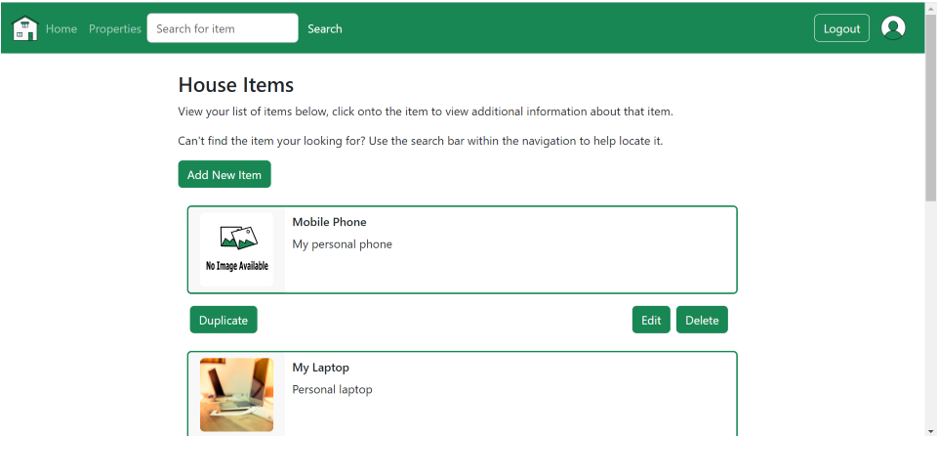 Home Properties Search for item Search Logout
House Items
View your list of items below, click onto the item to view additional information about that item.
Can't find the item your looking for? Use the search bar within the navigation to help locate it.
Add New Item
Mobile Phone
My personal phone
No Image Available
Duplicate Edit Delete
My Laptop
Personal laptop